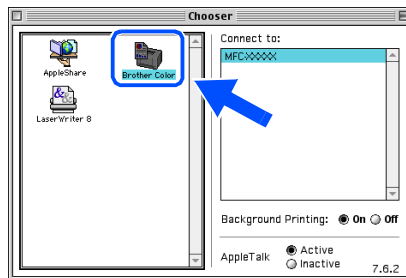 Chooser
Connect to:
MFC-XXXXX
AppleShare
Brother Color
LaserWriter 8
Background Printing: On Off
AppleTalk
Active
Inactive
7.6.2